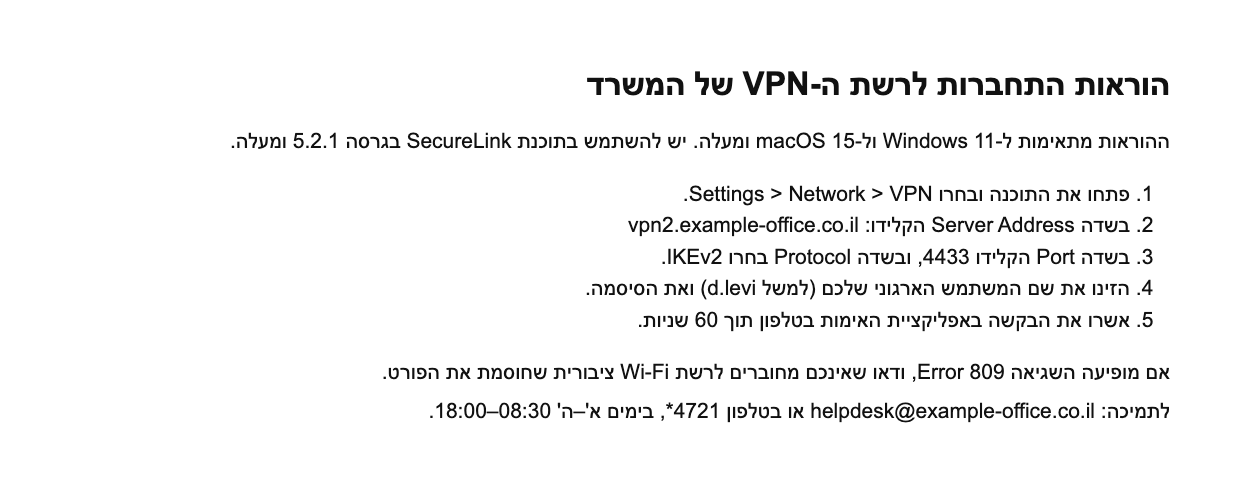 הוראות התחברות לרשת ה-VPN של המשרד
ההוראות מתאימות ל-Windows 11 ול-macOS 15 ומעלה. יש להשתמש בתוכנת SecureLink בגרסה 5.2.1 ומעלה.
1. פתחו את התוכנה ובחרו Settings > Network > VPN.
2. בשדה Server Address הקלידו: vpn2.example-office.co.il
3. בשדה Port הקלידו 4433, ובשדה Protocol בחרו IKEv2.
4. הזינו את שם המשתמש הארגוני שלכם (למשל d.levi) ואת הסיסמה.
5. אשרו את הבקשה באפליקציית האימות בטלפון תוך 60 שניות.
אם מופיעה השגיאה Error 809, ודאו שאינכם מחוברים לרשת Wi-Fi ציבורית שחוסמת את הפורט.
לתמיכה: helpdesk@example-office.co.il או בטלפון 4721*, בימים א'–ה' 08:30–18:00.